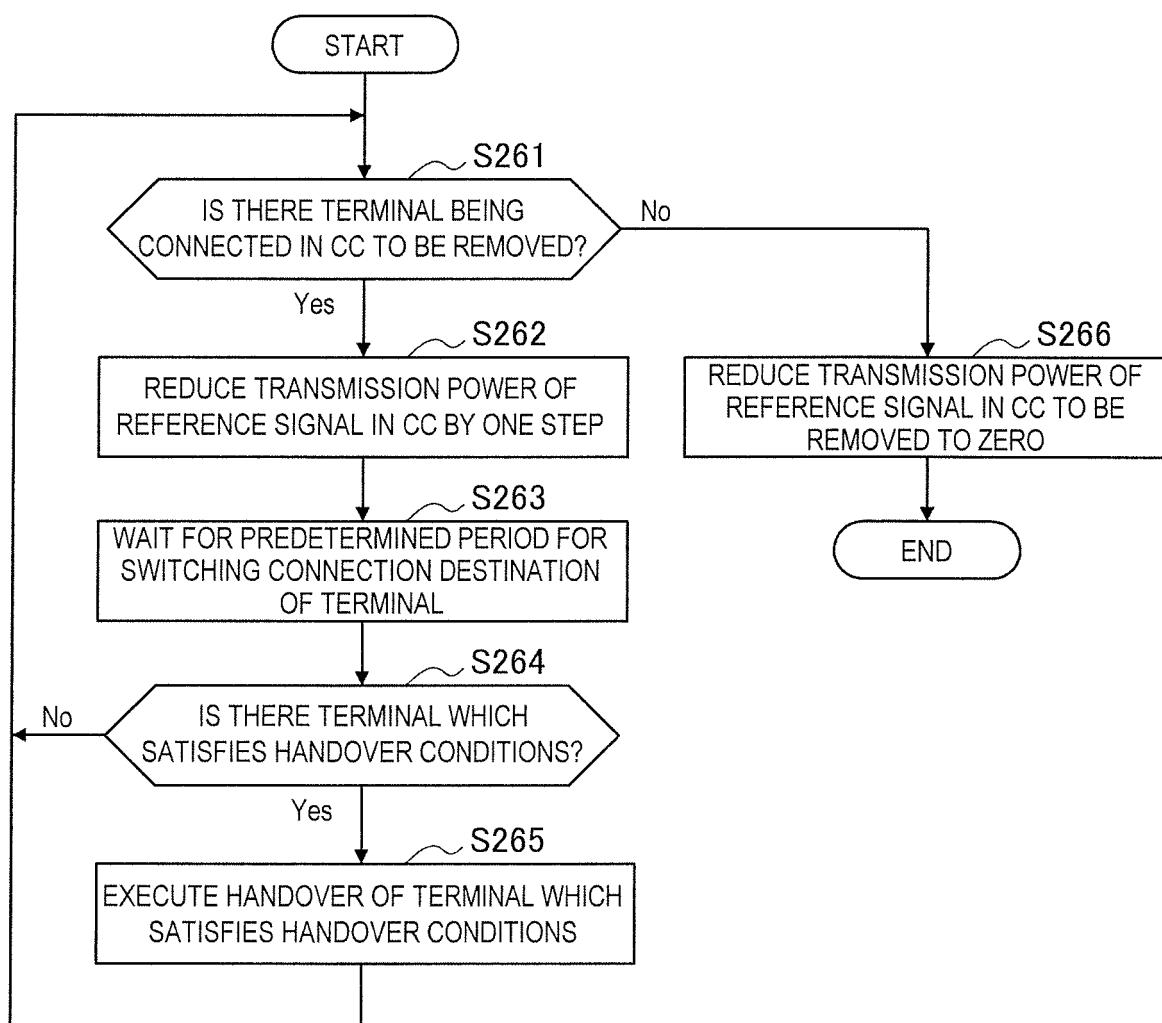 START
S261
IS THERE TERMINAL BEING
CONNECTED IN CC TO BE REMOVED?
No
Yes
S262
REDUCE TRANSMISSION POWER OF
REFERENCE SIGNAL IN CC BY ONE STEP
S266
REDUCE TRANSMISSION POWER OF
REFERENCE SIGNAL IN CC TO BE
REMOVED TO ZERO
S263
WAIT FOR PREDETERMINED PERIOD FOR
SWITCHING CONNECTION DESTINATION
OF TERMINAL
END
S264
IS THERE TERMINAL WHICH
SATISFIES HANDOVER CONDITIONS?
No
Yes
S265
EXECUTE HANDOVER OF TERMINAL WHICH
SATISFIES HANDOVER CONDITIONS